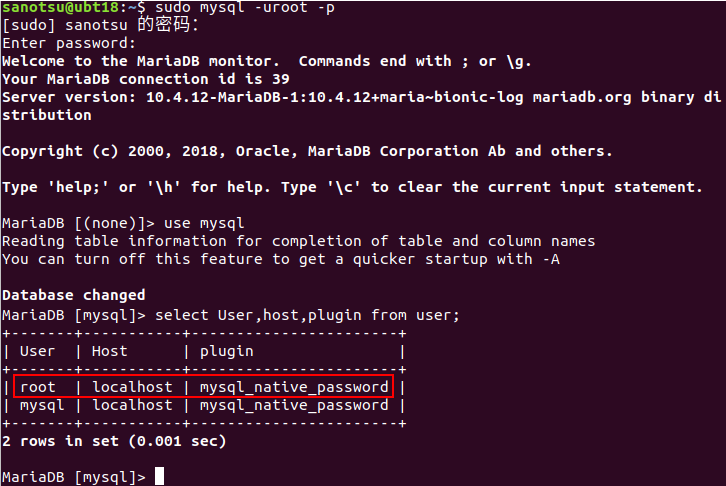 sanotsu@ubt18:~$ sudo mysql -uroot -p
[sudo] sanotsu 的密码：
Enter password:
Welcome to the MariaDB monitor.  Commands end with ; or \g.
Your MariaDB connection id is 39
Server version: 10.4.12-MariaDB-1:10.4.12+maria~bionic-log mariadb.org binary di
stribution
Copyright (c) 2000, 2018, Oracle, MariaDB Corporation Ab and others.
Type 'help;' or '\h' for help. Type '\c' to clear the current input statement.
MariaDB [(none)]> use mysql
Reading table information for completion of table and column names
You can turn off this feature to get a quicker startup with -A
Database changed
MariaDB [mysql]> select User,host,plugin from user;
+-------+-----------+-----------------------+
| User  | Host      | plugin                |
+-------+-----------+-----------------------+
| root  | localhost | mysql_native_password |
| mysql | localhost | mysql_native_password |
+-------+-----------+-----------------------+
2 rows in set (0.001 sec)
MariaDB [mysql]>